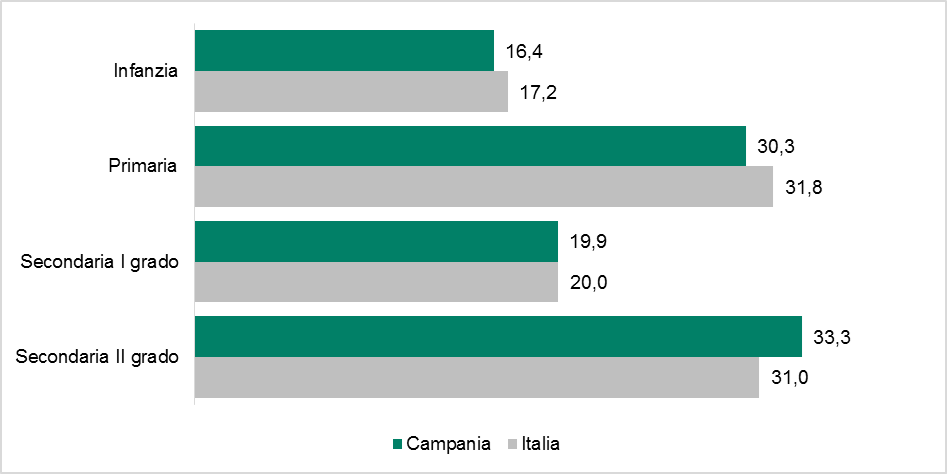 Infanzia
16,4
17,2
Primaria
30,3
31,8
Secondaria I grado
19,9
20,0
Secondaria II grado
33,3
31,0
Campania Italia